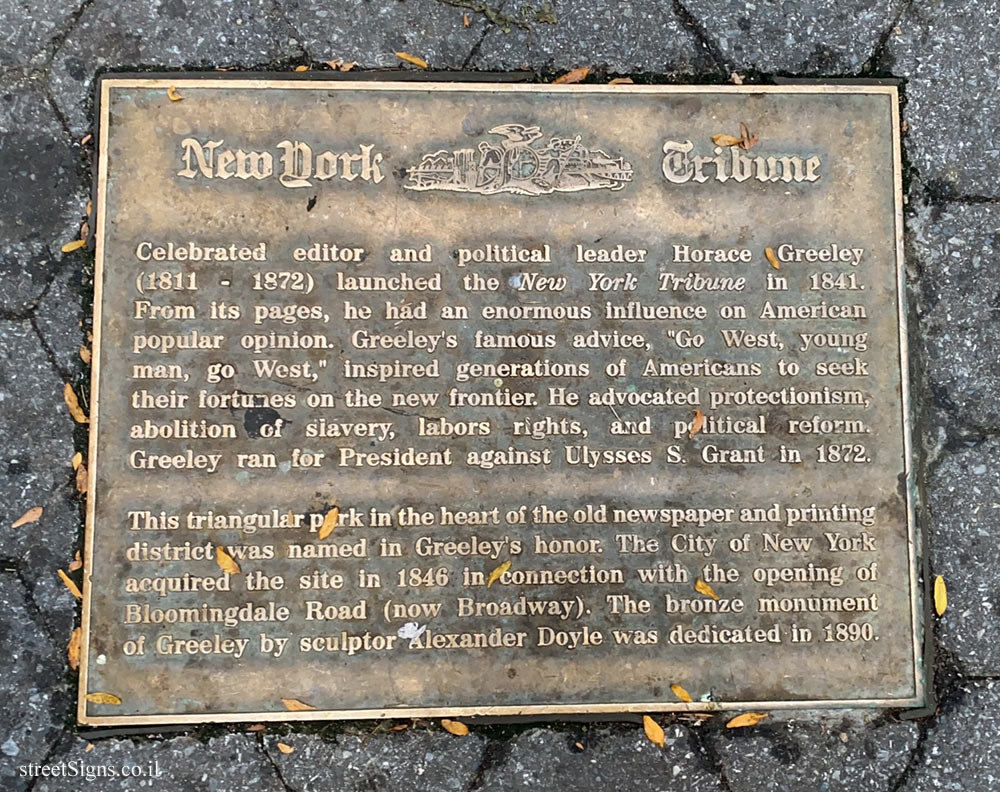 New York Tribune
Celebrated editor and political leader Horace Greeley
(1811 - 1872) launched the New York Tribune in 1841.
From its pages, he had an enormous influence on American
popular opinion. Greeley's famous advice, "Go West, young
man, go West," inspired generations of Americans to seek
their fortunes on the new frontier. He advocated protectionism,
abolition of slavery, labors rights, and political reform.
Greeley ran for President against Ulysses S. Grant in 1872.
This triangular park in the heart of the old newspaper and printing
district was named in Greeley's honor. The City of New York
acquired the site in 1846 in connection with the opening of
Bloomingdale Road (now Broadway). The bronze monument
of Greeley by sculptor Alexander Doyle was dedicated in 1890.
streetSigns.co.il